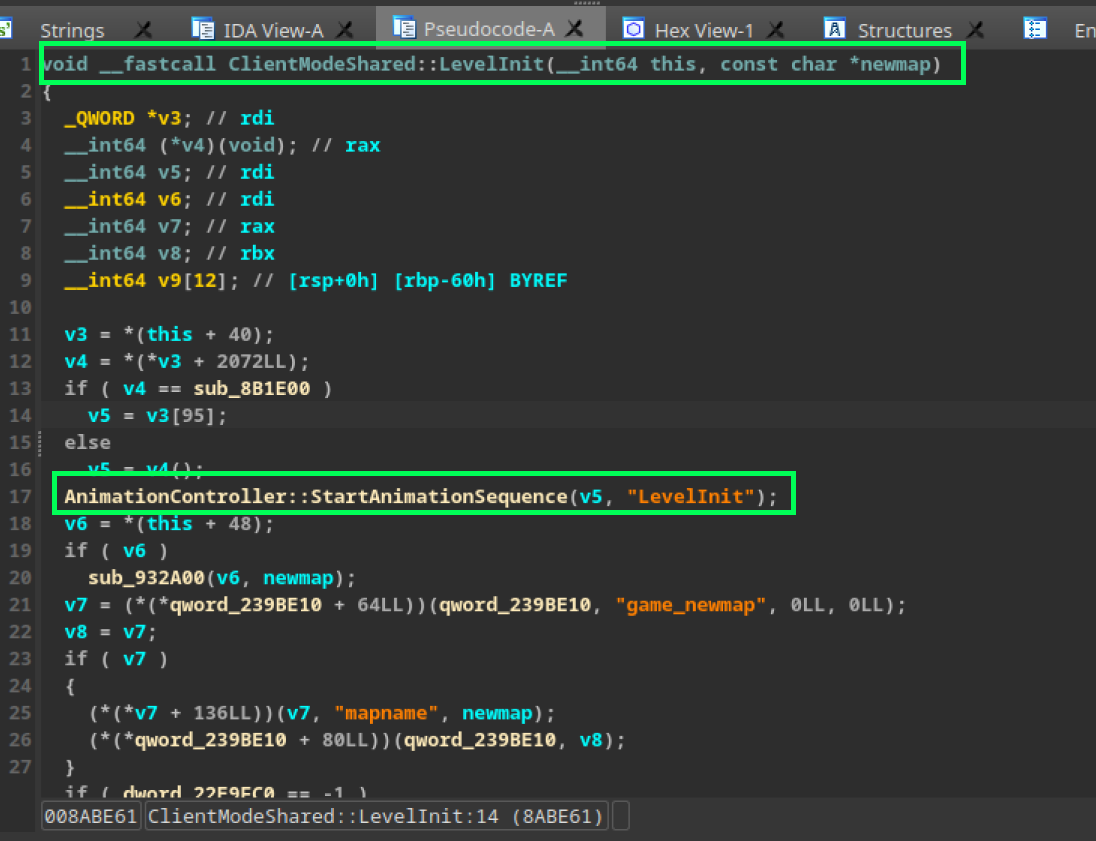 s'
Strings
IDA View-A
Pseudocode-A
Hex View-1
A
Structures
En
1 void __fastcall ClientModeShared::LevelInit(__int64 this, const char *newmap)
2 {
3 _QWORD *v3; // rdi
4 __int64 (*v4)(void); // rax
5 __int64 v5; // rdi
6 __int64 v6; // rdi
7 __int64 v7; // rax
8 __int64 v8; // rbx
9 __int64 v9[12]; // [rsp+0h] [rbp-60h] BYREF
10
11 v3 = *(this + 40);
12 v4 = *(*v3 + 2072LL);
13 if ( v4 == sub_8B1E00 )
14 v5 = v3[95];
15 else
16 v5 = v4();
17 AnimationController::StartAnimationSequence(v5, "LevelInit");
18 v6 = *(this + 48);
19 if ( v6 )
20 sub_932A00(v6, newmap);
21 v7 = (*(*qword_239BE10 + 64LL))(qword_239BE10, "game_newmap", 0LL, 0LL);
22 v8 = v7;
23 if ( v7 )
24 {
25 (*(*v7 + 136LL))(v7, "mapname", newmap);
26 (*(*qword_239BE10 + 80LL))(qword_239BE10, v8);
27 }
if ( dword_22E9EC0 == -1 )
008ABE61 ClientModeShared::LevelInit:14 (8ABE61)